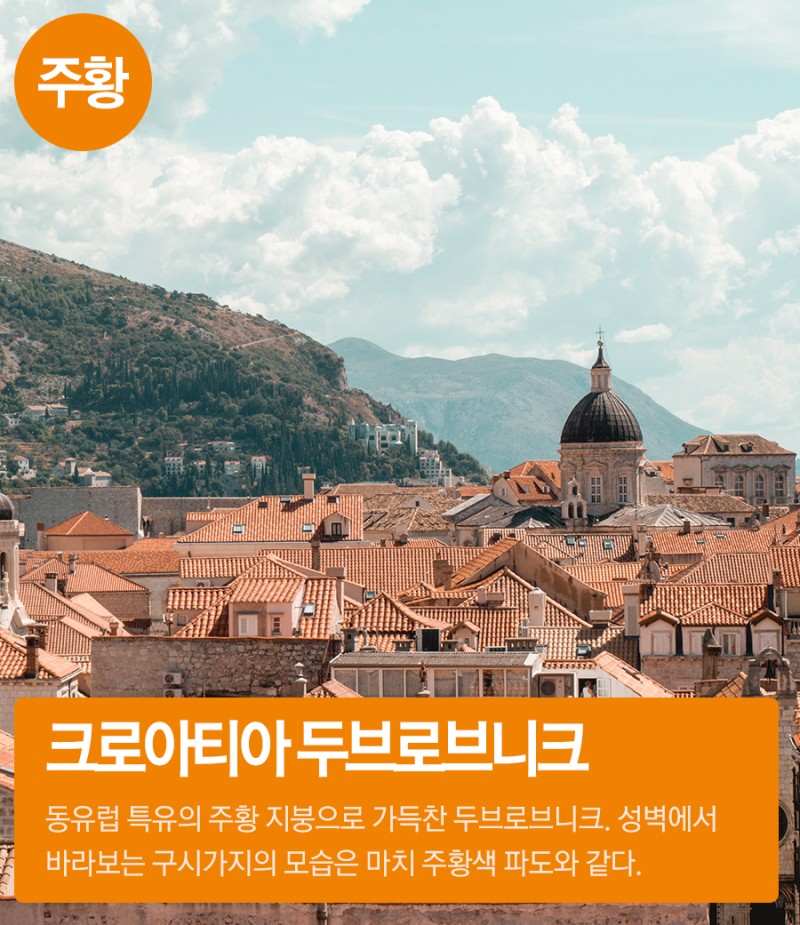 주황
크로아티아 두브로브니크
동유럽 특유의 주황 지붕으로 가득찬 두브로브니크. 성벽에서
바라보는 구시가지의 모습은 마치 주황색 파도와 같다.